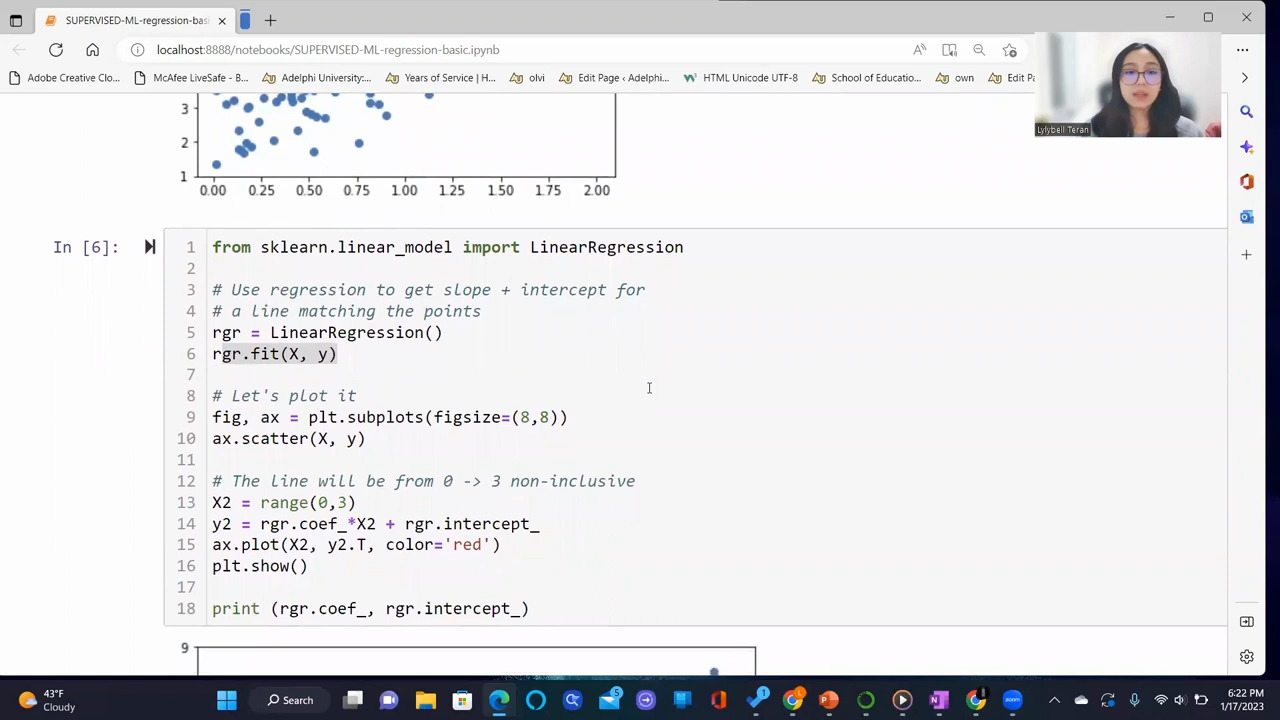 SUPERVISED-ML-regression-basi
localhost:8888/notebooks/SUPERVISED-ML-regression-basic.ipynb
Adobe Creative Clo...
McAfee LiveSafe - B...
Adelphi University:...
Years of Service | H...
olvi
Edit Page ‹ Adelphi...
HTML Unicode UTF-8
School of Educatio...
own
Edit Pa
Lylybell Teran
3
2
1
0.00 0.25 0.50 0.75 1.00 1.25 1.50 1.75 2.00
In [6]:
1 from sklearn.linear_model import LinearRegression
2
3 # Use regression to get slope + intercept for
4 # a line matching the points
5 rgr = LinearRegression()
6 rgr.fit(X, y)
7
8 # Let's plot it
9 fig, ax = plt.subplots(figsize=(8,8))
10 ax.scatter(X, y)
11
12 # The line will be from 0 -> 3 non-inclusive
13 X2 = range(0,3)
14 y2 = rgr.coef_*X2 + rgr.intercept_
15 ax.plot(X2, y2.T, color='red')
16 plt.show()
17
18 print (rgr.coef_, rgr.intercept_)
9
43°F
Cloudy
Search
5
1
6:22 PM
1/17/2023